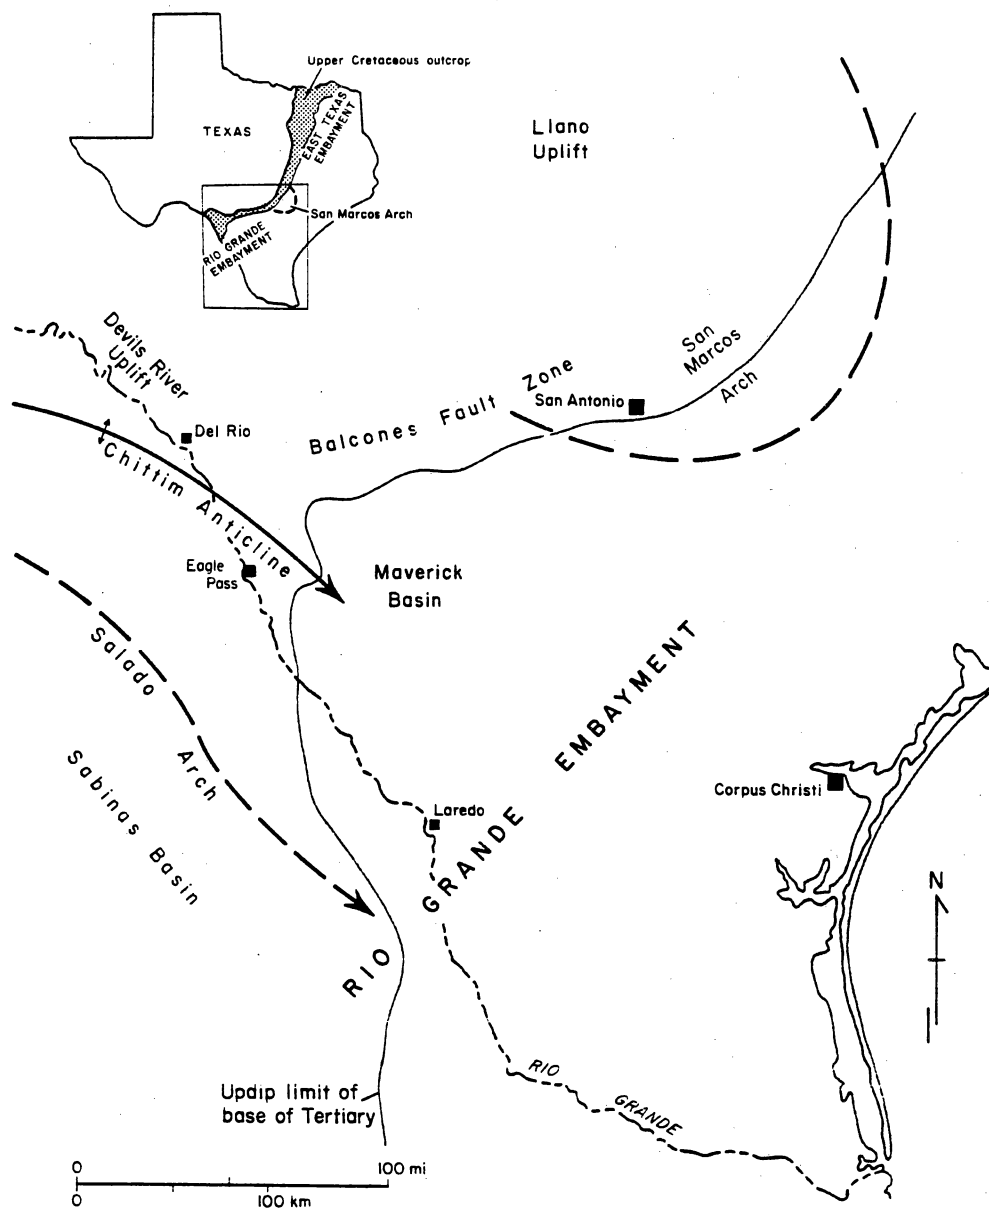 Upper Cretaceous outcrop
TEXAS
EAST TEXAS
EMBAYMENT
San Marcos Arch
RIO GRANDE
EMBAYMENT
Llano
Uplift
Devils River
Uplift
San
Marcos
Arch
Balcones Fault Zone
San Antonio
Del Rio
Chittim Anticline
Eagle
Pass
Maverick
Basin
Salado
Arch
Sabinas Basin
RIO GRANDE EMBAYMENT
Corpus Christi
Laredo
N
RIO
GRANDE
Updip limit of
base of Tertiary
0 100 mi
0 100 km